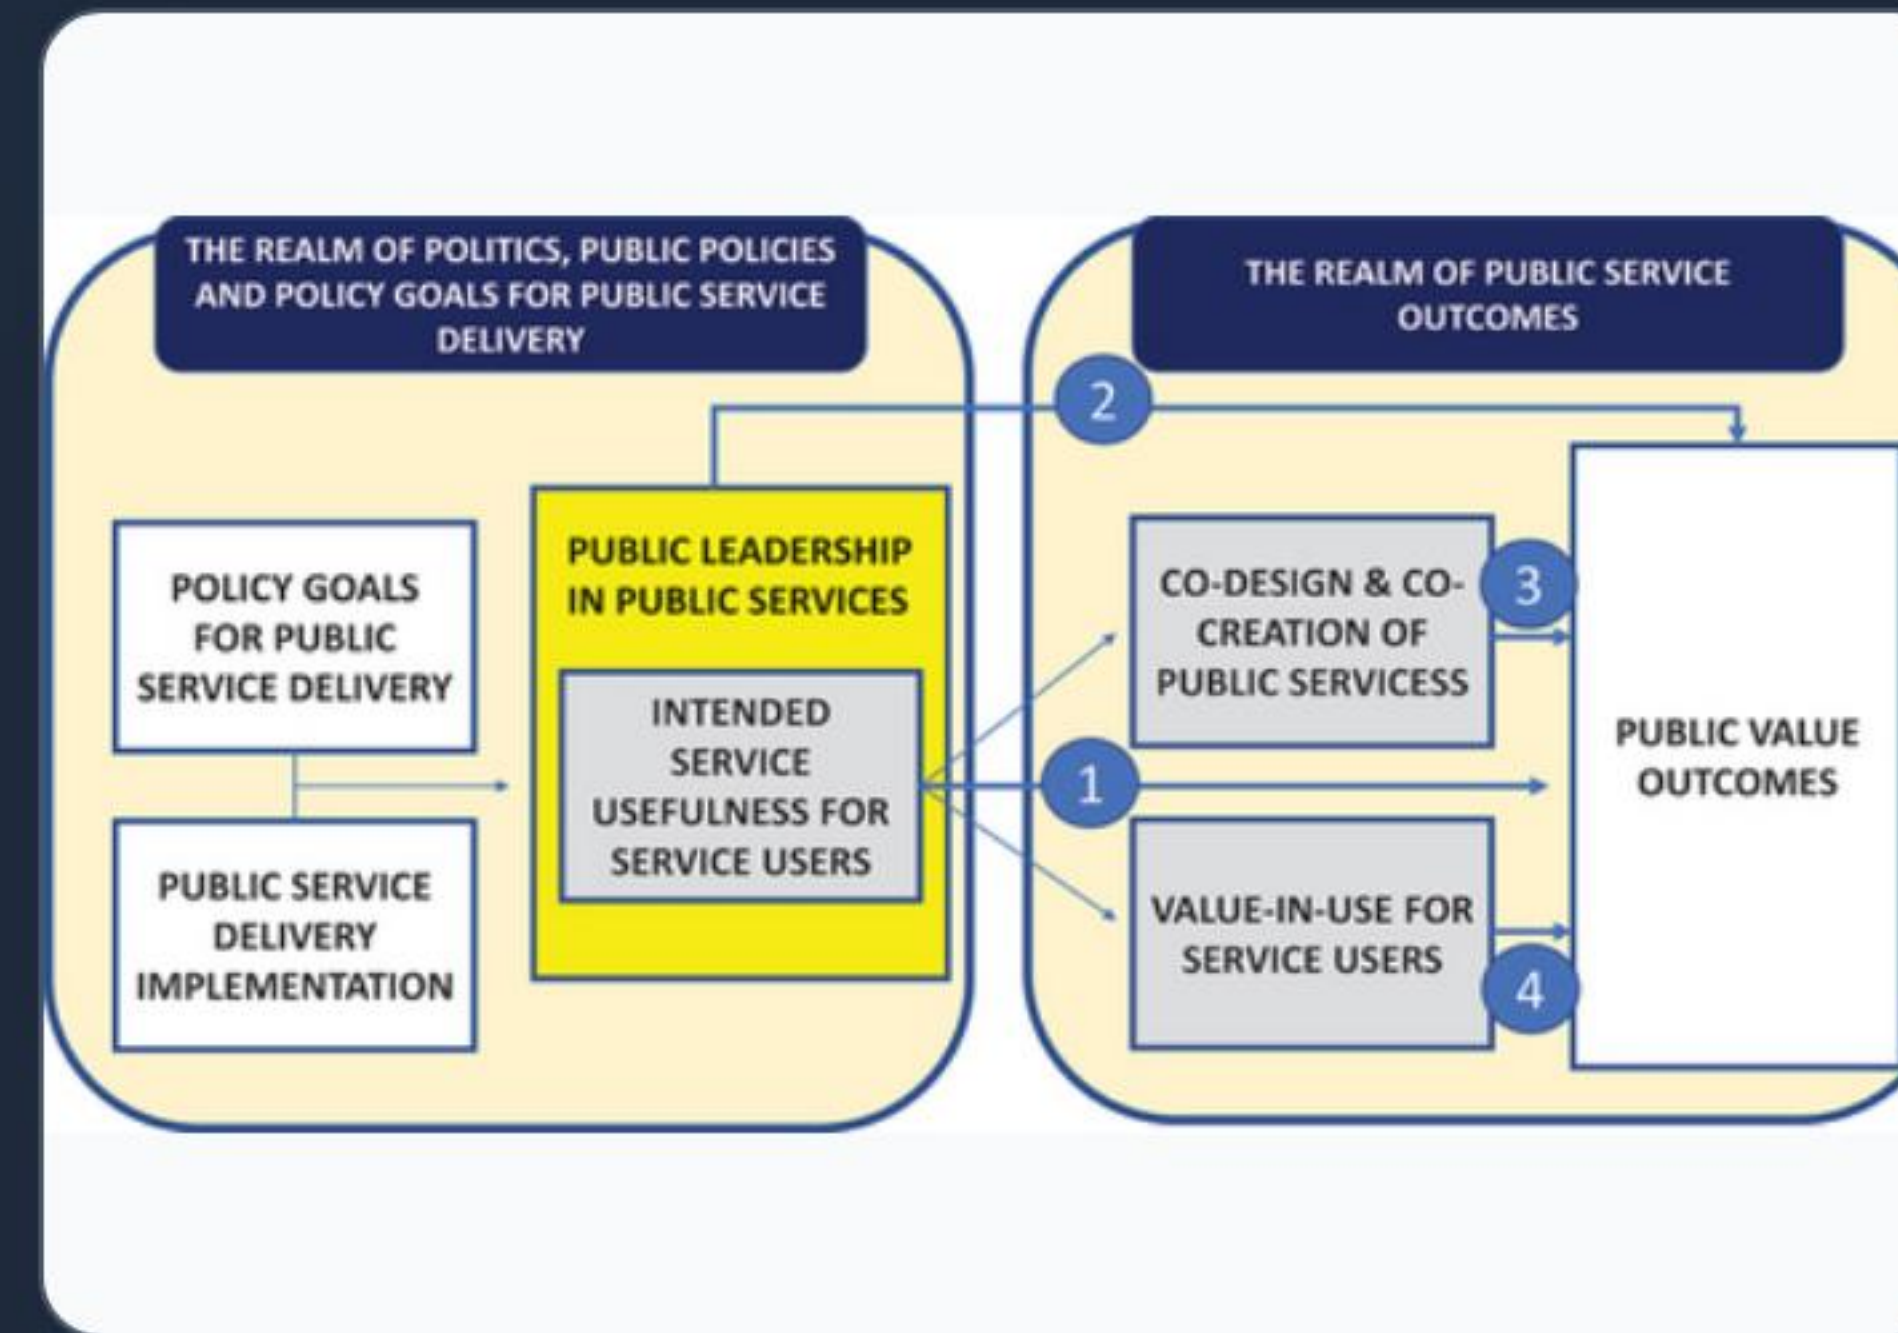 THE REALM OF POLITICS, PUBLIC POLICIES
AND POLICY GOALS FOR PUBLIC SERVICE
DELIVERY
THE REALM OF PUBLIC SERVICE
OUTCOMES
2
POLICY GOALS
FOR PUBLIC
SERVICE DELIVERY
PUBLIC SERVICE
DELIVERY
IMPLEMENTATION
PUBLIC LEADERSHIP
IN PUBLIC SERVICES
INTENDED
SERVICE
USEFULNESS FOR
SERVICE USERS
1
CO-DESIGN & CO-
CREATION OF
PUBLIC SERVICESS
3
VALUE-IN-USE FOR
SERVICE USERS
4
PUBLIC VALUE
OUTCOMES